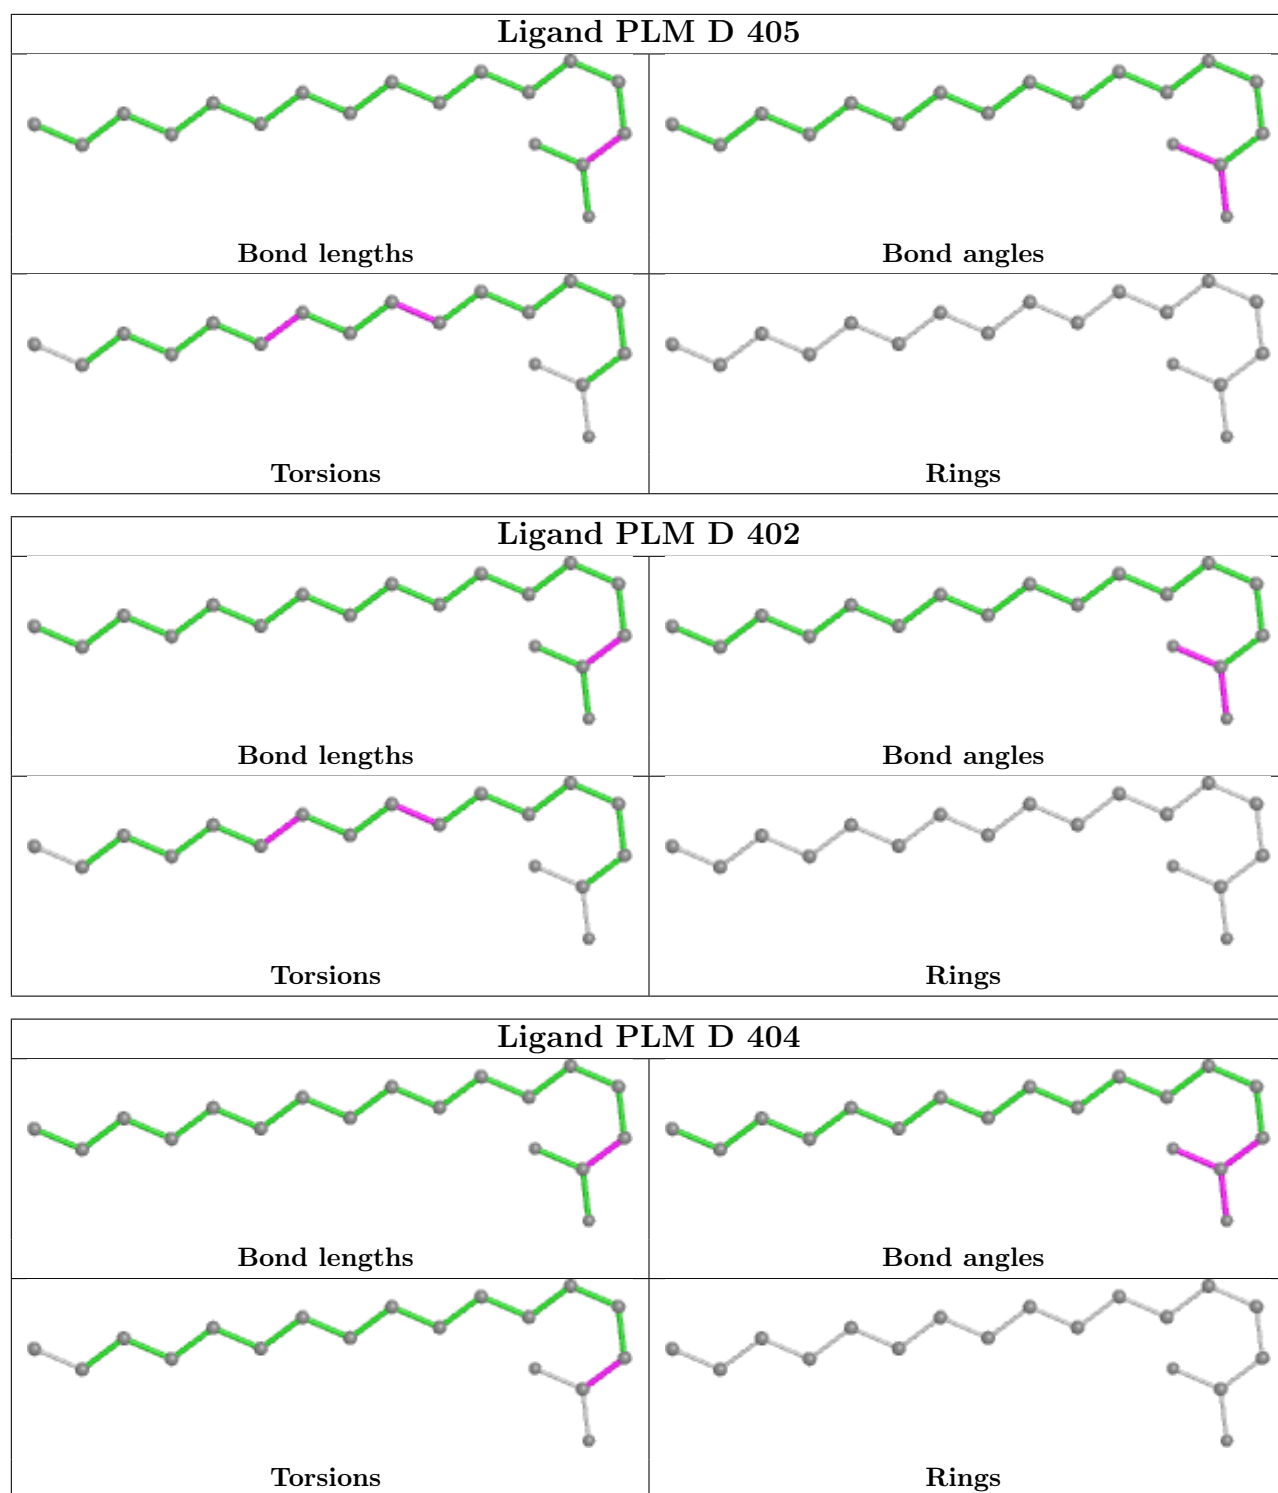 Ligand PLM D 405
Bond lengths
Bond angles
Torsions
Rings
Ligand PLM D 402
Bond lengths
Bond angles
Torsions
Rings
Ligand PLM D 404
Bond lengths
Bond angles
Torsions
Rings